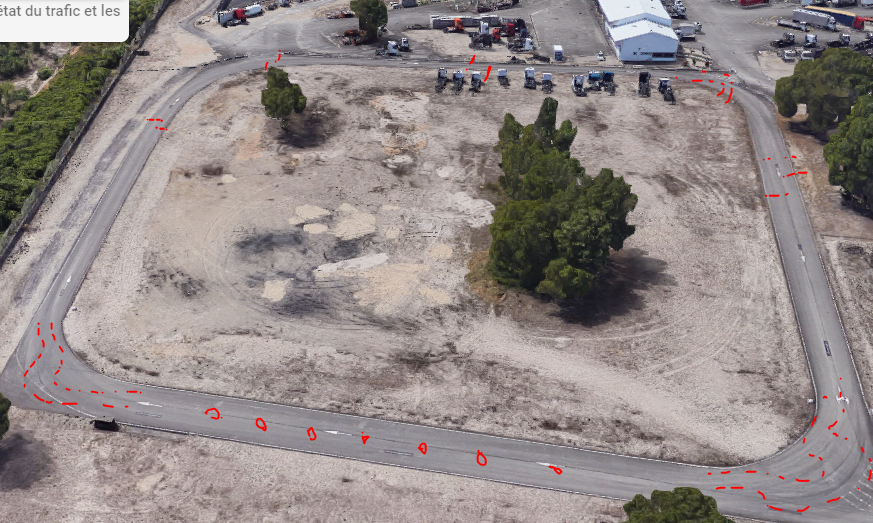 état du trafic et les